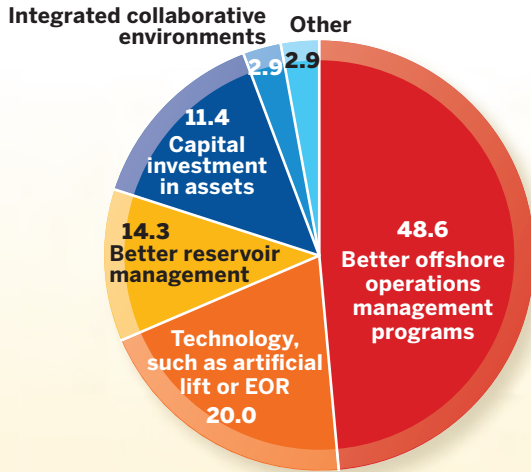 Integrated collaborative
environments
Other
2.9
2.9
11.4
Capital
investment
in assets
14.3
Better reservoir
management
48.6
Better offshore
operations
management
programs
Technology,
such as artificial
lift or EOR
20.0